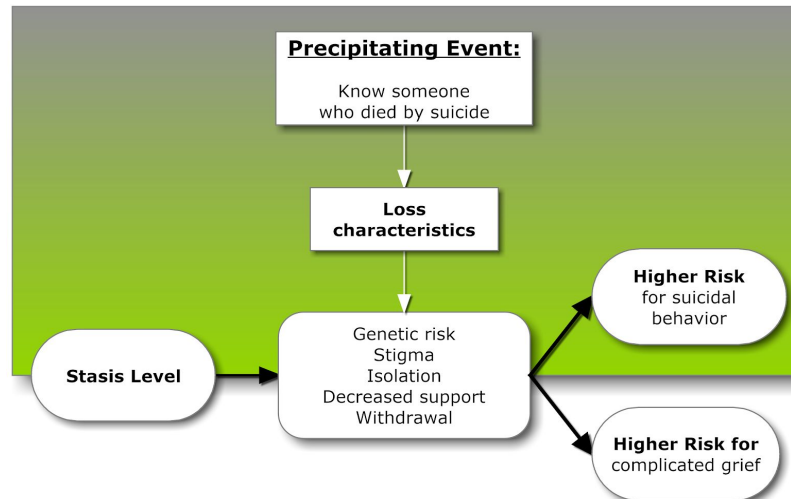 Precipitating Event:
Know someone
who died by suicide
Loss
characteristics
Genetic risk
Stigma
Isolation
Decreased support
Withdrawal
Stasis Level
Higher Risk
for suicidal
behavior
Higher Risk for
complicated grief